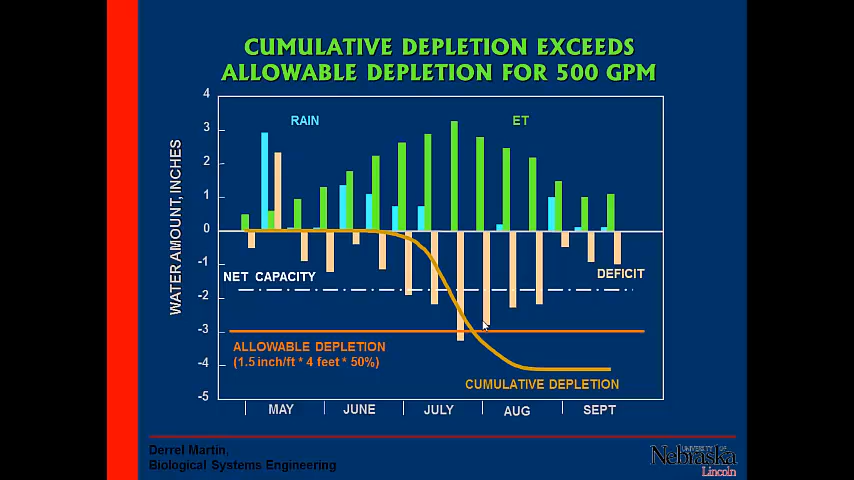 CUMULATIVE DEPLETION EXCEEDS
ALLOWABLE DEPLETION FOR 500 GPM
WATER AMOUNT, INCHES
4
3
2
1
0
-1
-2
-3
-4
-5
RAIN
ET
NET CAPACITY
DEFICIT
ALLOWABLE DEPLETION
(1.5 inch/ft * 4 feet * 50%)
CUMULATIVE DEPLETION
MAY
JUNE
JULY
AUG
SEPT
Derrel Martin,
Biological Systems Engineering
UNIVERSITY OF
Nebraska
Lincoln